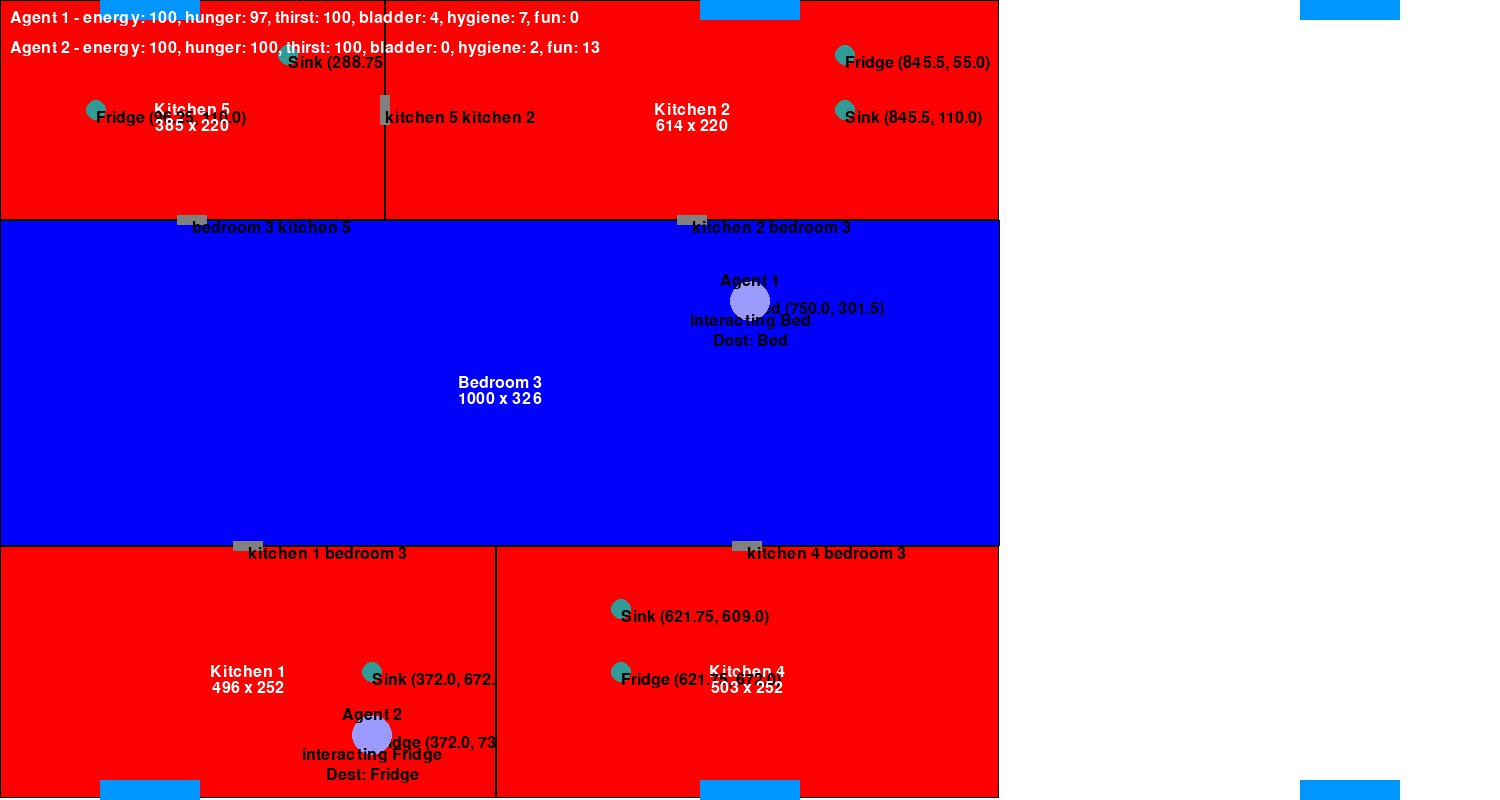 Agent 1 - energy: 100, hunger: 97, thirst: 100, bladder: 4, hygiene: 7, fun: 0
Agent 2 - energy: 100, hunger: 100, thirst: 100, bladder: 0, hygiene: 2, fun: 13
Sink (288.75
Fridge (845.5, 55.0)
Kitchen 5
385 x 220
Fridge (96.25, 110.0)
kitchen 5 kitchen 2
Kitchen 2
614 x 220
Sink (845.5, 110.0)
bedroom 3 kitchen 5
kitchen 2 bedroom 3
Agent 1
d (750.0, 301.5)
interacting Bed
Dest: Bed
Bedroom 3
1000 x 326
kitchen 1 bedroom 3
kitchen 4 bedroom 3
Sink (621.75, 609.0)
Kitchen 1
496 x 252
Sink (372.0, 672.
Fridge (621.75, 672.0)
Kitchen 4
503 x 252
Agent 2
dge (372.0, 73
interacting Fridge
Dest: Fridge